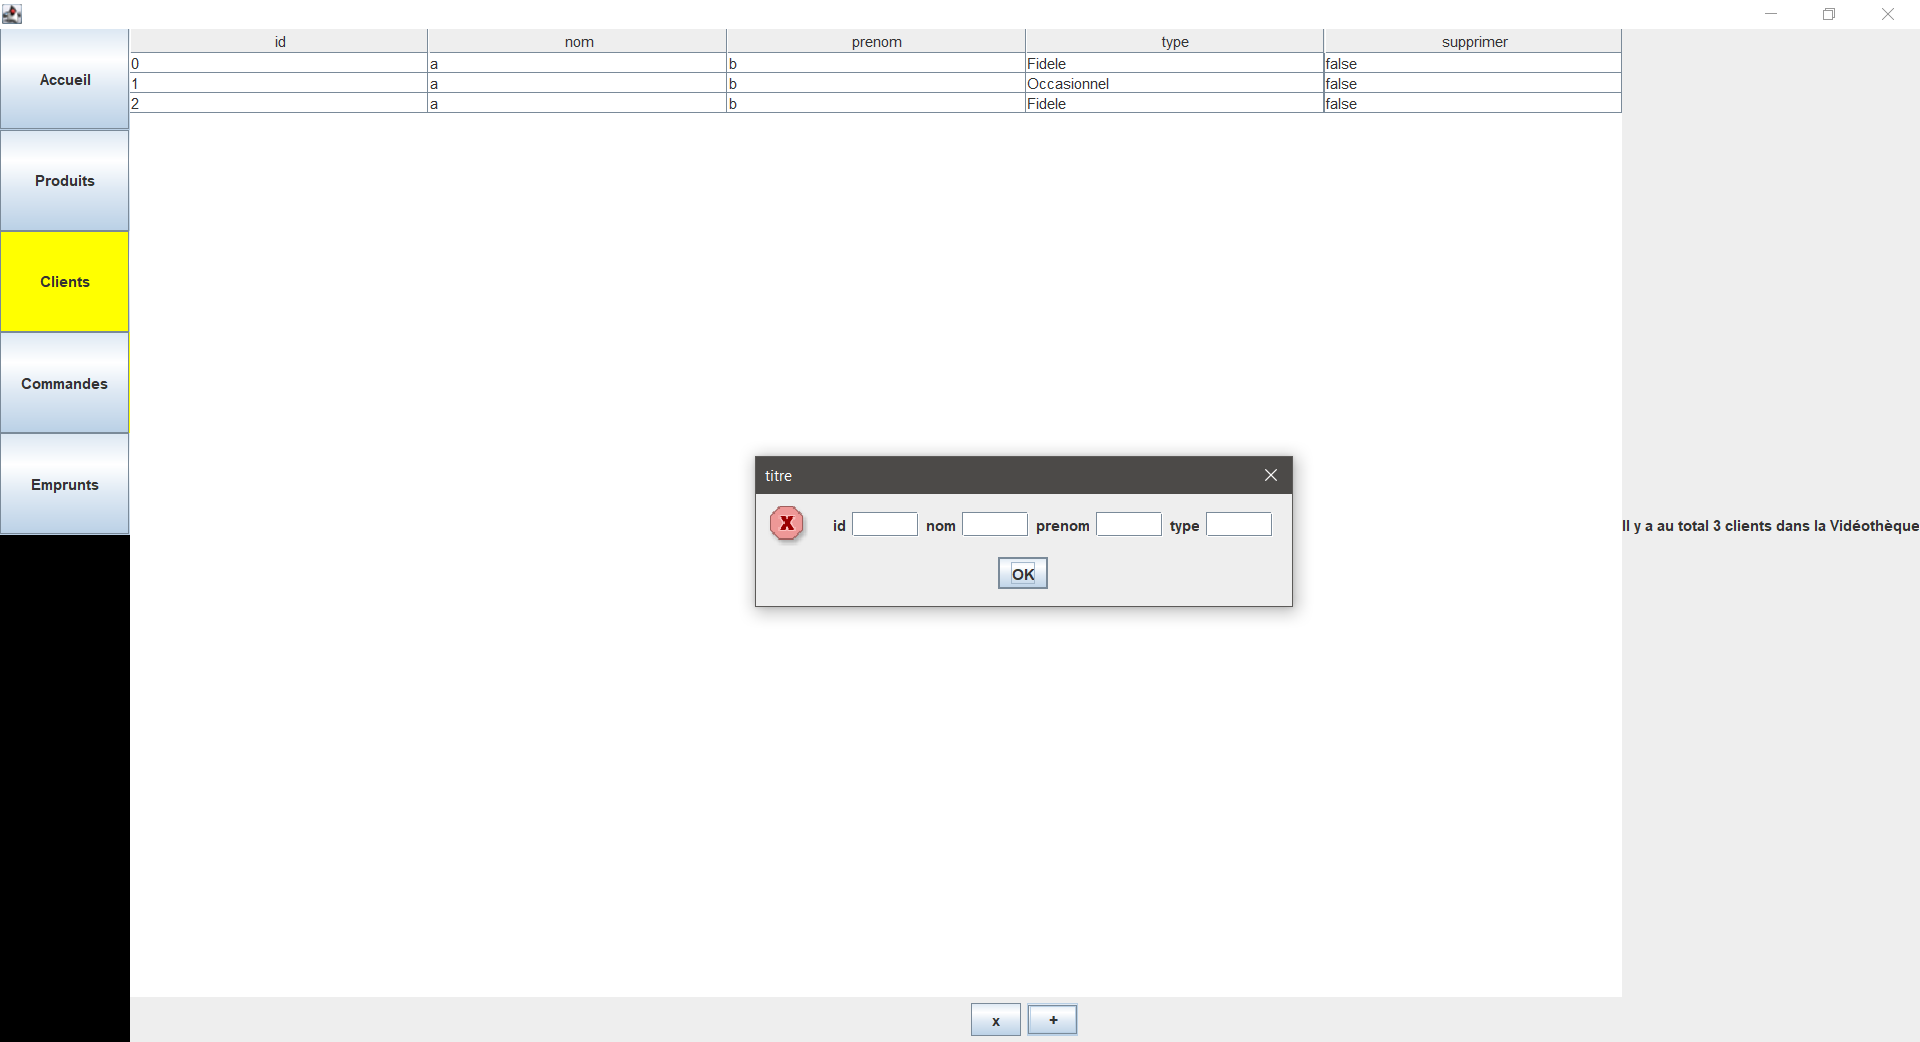 Accueil
Produits
Clients
Commandes
Emprunts
id nom prenom type supprimer
0 a b Fidele false
1 a b Occasionnel false
2 a b Fidele false
titre
x
id nom prenom type
OK
Il y a au total 3 clients dans la Vidéothèque
x +